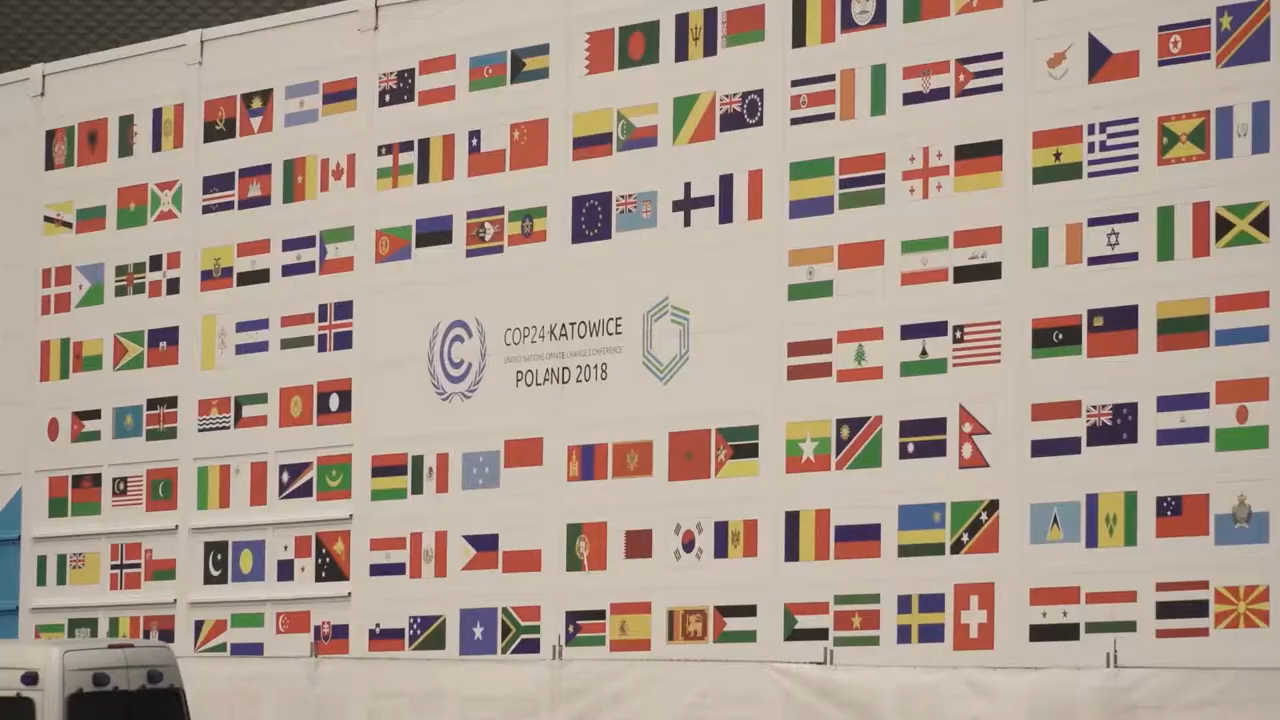 COP24·KATOWICE
UNITED NATIONS CLIMATE CHANGE CONFERENCE
POLAND 2018